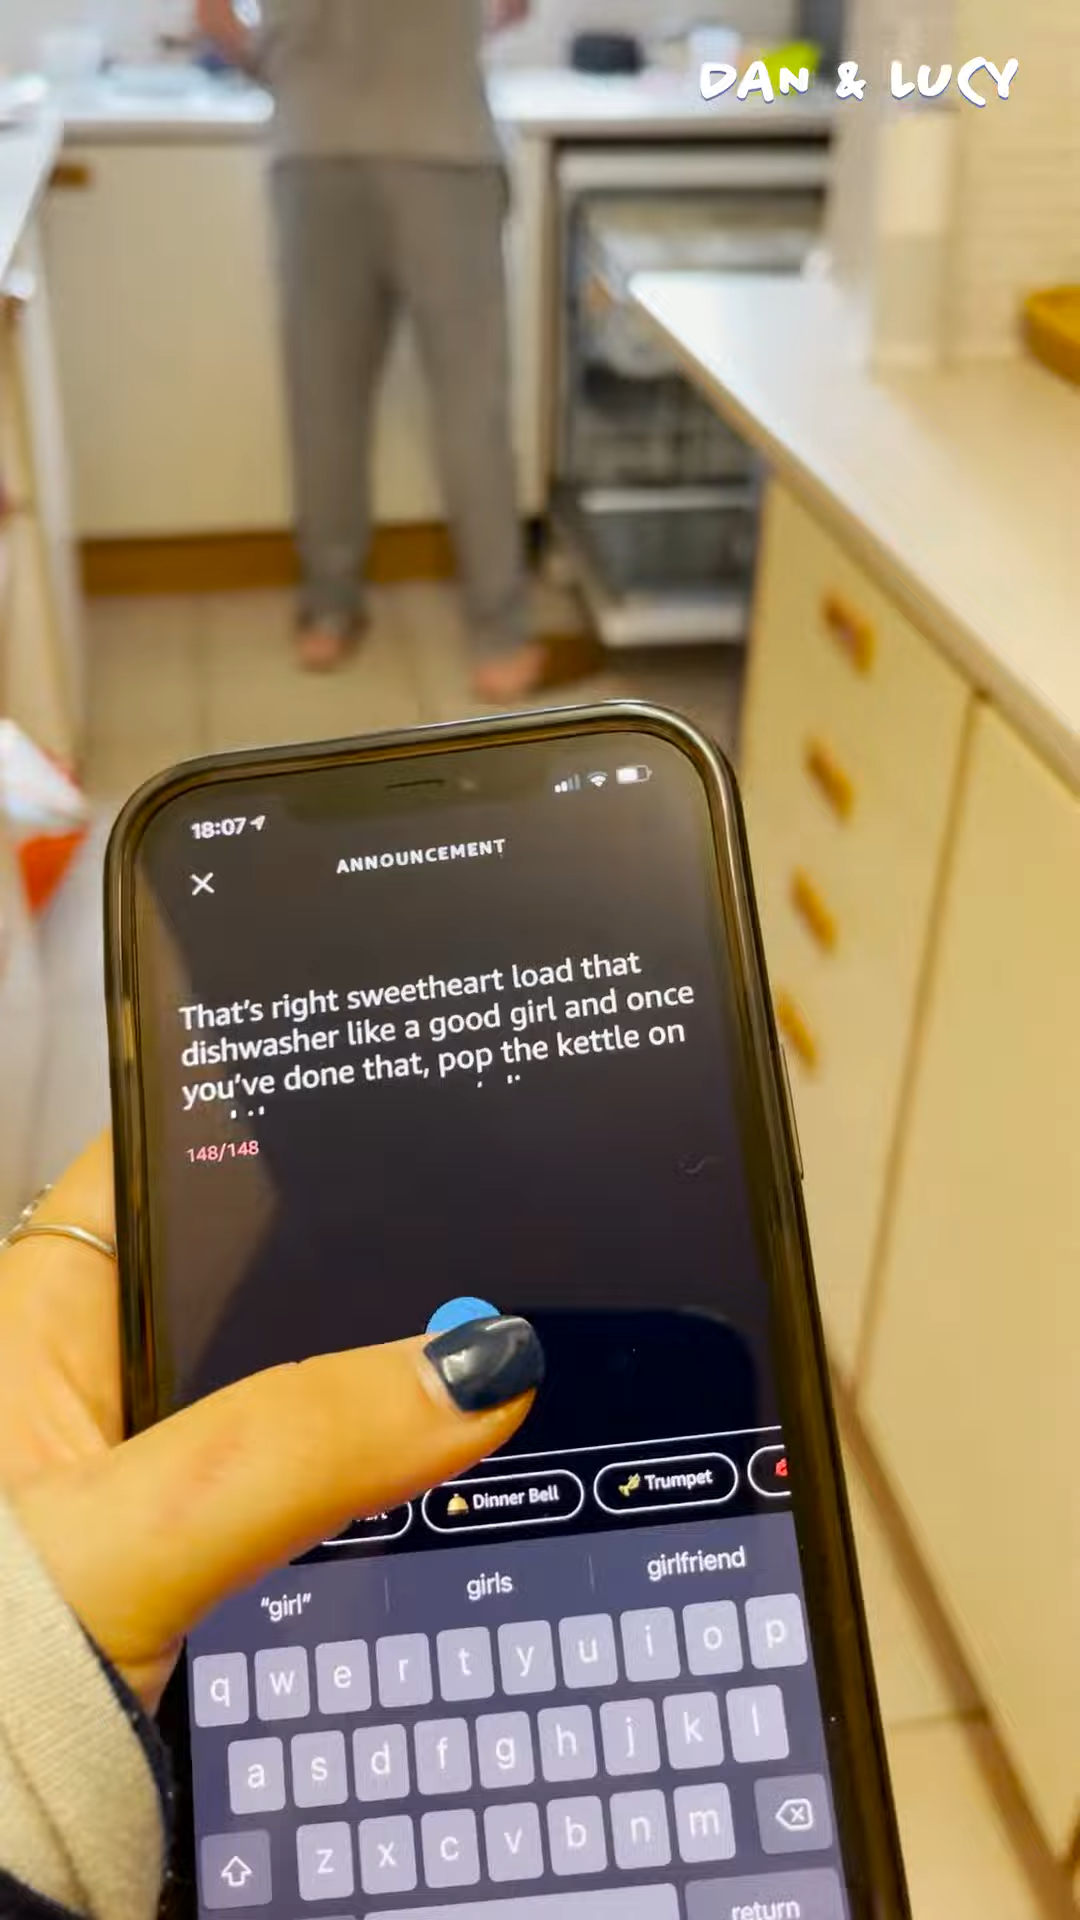 DAN & LUCY
18:07
ANNOUNCEMENT
That's right sweetheart load that
dishwasher like a good girl and once
you've done that, pop the kettle on
148/148
Dinner Bell
Trumpet
"girl"
girls
girlfriend
q w e r t y u i o p
a s d f g h j k l
z x c v b n m
return